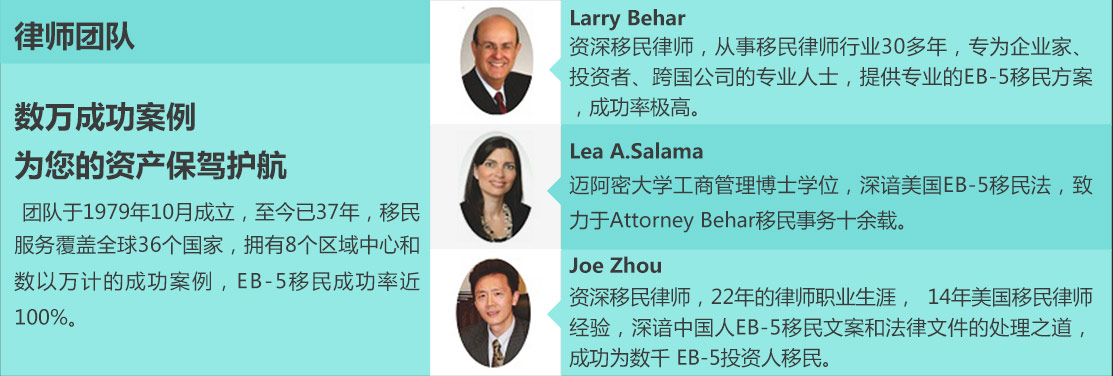 律师团队
数万成功案例
为您的资产保驾护航
团队于1979年10月成立，至今已37年，移民
服务覆盖全球36个国家，拥有8个区域中心和
数以万计的成功案例，EB-5移民成功率近
100%。
Larry Behar
资深移民律师，从事移民律师行业30多年，专为企业家、
投资者、跨国公司的专业人士，提供专业的EB-5移民方案
，成功率极高。
Lea A.Salama
迈阿密大学工商管理博士学位，深谙美国EB-5移民法，致
力于Attorney Behar移民事务十余载。
Joe Zhou
资深移民律师，22年的律师职业生涯， 14年美国移民律师
经验，深谙中国人EB-5移民文案和法律文件的处理之道，
成功为数千 EB-5投资人移民。